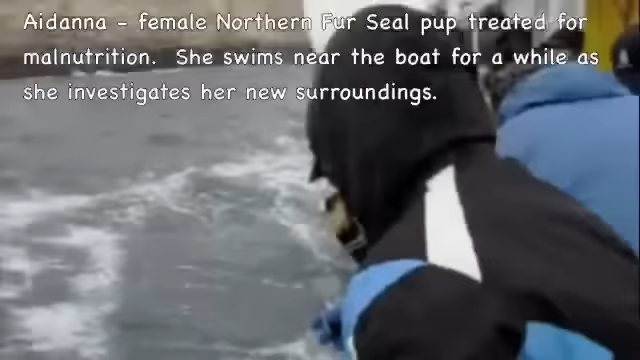 Aidanna - female Northern Fur Seal pup treated for
malnutrition. She swims near the boat for a while as
she investigates her new surroundings.